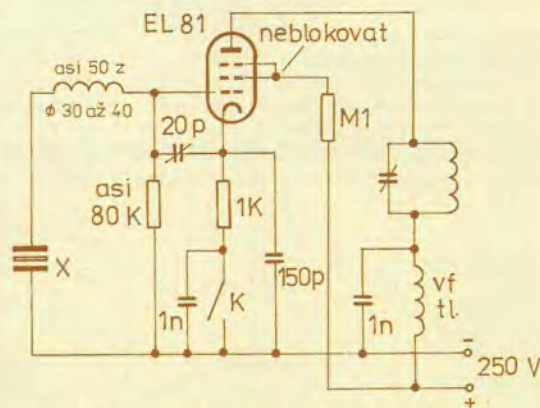 EL 81
neblokovat
asi 50 z
ϕ 30 až 40
20 p
M1
asi
80 K
1K
X
1n
K
150p
1n
vf
tl.
-
250 V
+